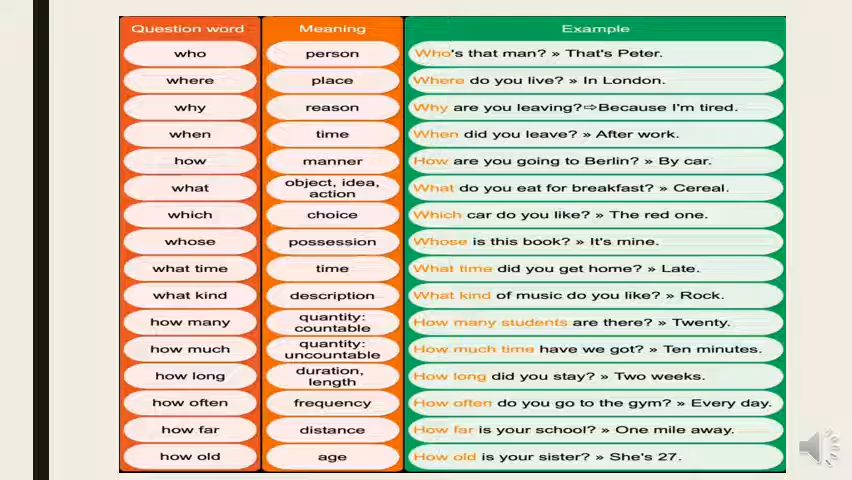 Question word Meaning Example
who person Who's that man? » That's Peter.
where place Where do you live? » In London.
why reason Why are you leaving?⇨Because I'm tired.
when time When did you leave? » After work.
how manner How are you going to Berlin? » By car.
what object, idea, action What do you eat for breakfast? » Cereal.
which choice Which car do you like? » The red one.
whose possession Whose is this book? » It's mine.
what time time What time did you get home? » Late.
what kind description What kind of music do you like? » Rock.
how many quantity: countable How many students are there? » Twenty.
how much quantity: uncountable How much time have we got? » Ten minutes.
how long duration, length How long did you stay? » Two weeks.
how often frequency How often do you go to the gym? » Every day.
how far distance How far is your school? » One mile away.
how old age How old is your sister? » She's 27.